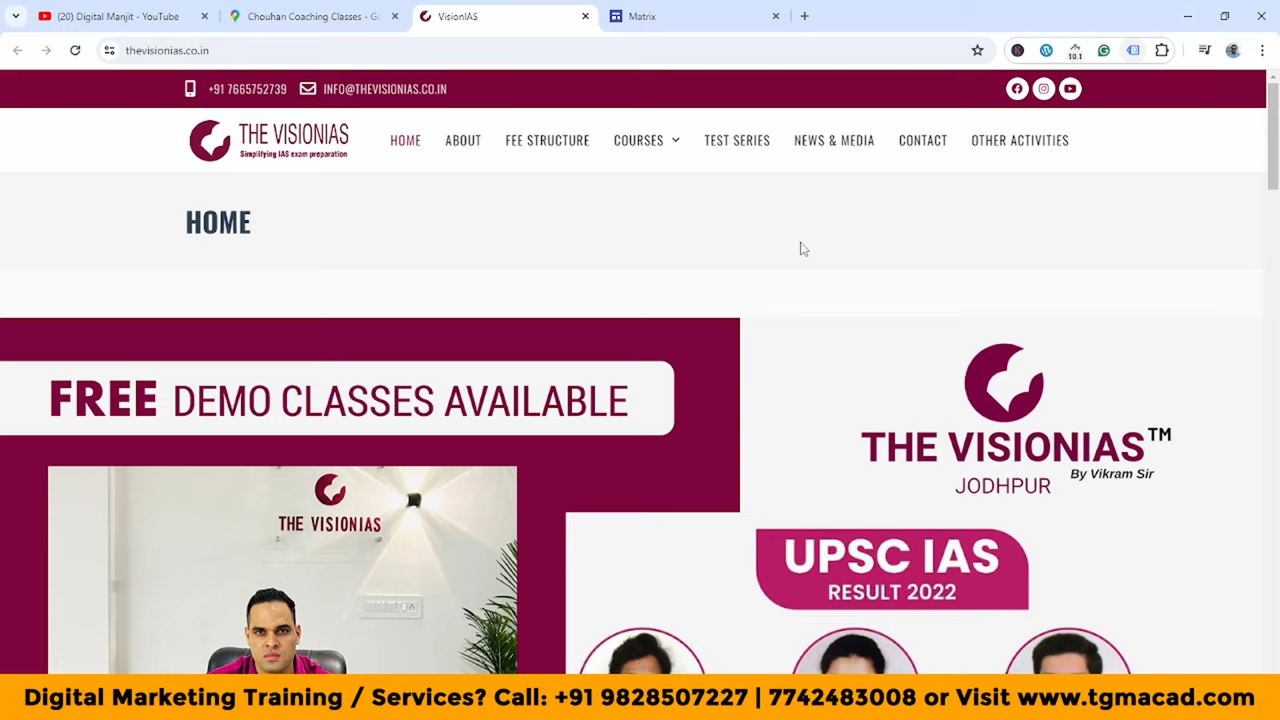 (20) Digital Manjit - YouTube
Chouhan Coaching Classes - Go
VisionIAS
Matrix
thevisionias.co.in
10.1
+91 7665752739
INFO@THEVISIONIAS.CO.IN
THE VISIONIAS
Simplifying IAS exam preparation
HOME
ABOUT
FEE STRUCTURE
COURSES
TEST SERIES
NEWS & MEDIA
CONTACT
OTHER ACTIVITIES
HOME
FREE DEMO CLASSES AVAILABLE
THE VISIONIAS™
By Vikram Sir
JODHPUR
THE VISIONIAS
UPSC IAS
RESULT 2022
Digital Marketing Training / Services? Call: +91 9828507227 | 7742483008 or Visit www.tgmacad.com